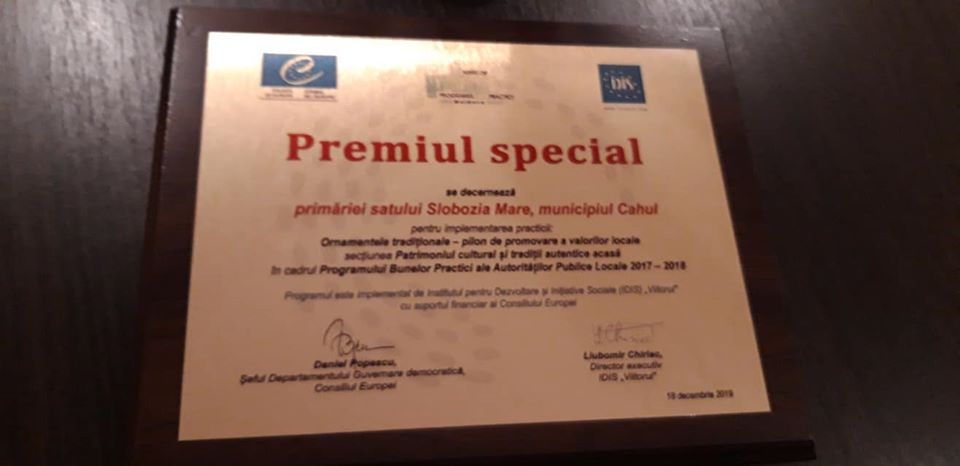 IDIS
PRACTICI
Premiul special
se decernează
primăriei satului Slobozia Mare, municipiul Cahul
pentru implementarea practicii:
Ornamentele tradiționale – pilon de promovare a valorilor locale
secțiunea Patrimoniul cultural și tradiții autentice acasă
în cadrul Programului Bunelor Practici ale Autorităților Publice Locale 2017 – 2018
Programul este implementat de Institutul pentru Dezvoltare și Inițiative Sociale (IDIS) „Viitorul”
cu suportul financiar al Consiliului Europei
Daniel Popescu,
Șeful Departamentului Guvernare democratică,
Consiliul Europei
Liubomir Chiriac,
Director executiv
IDIS „Viitorul”
18 decembrie 2019